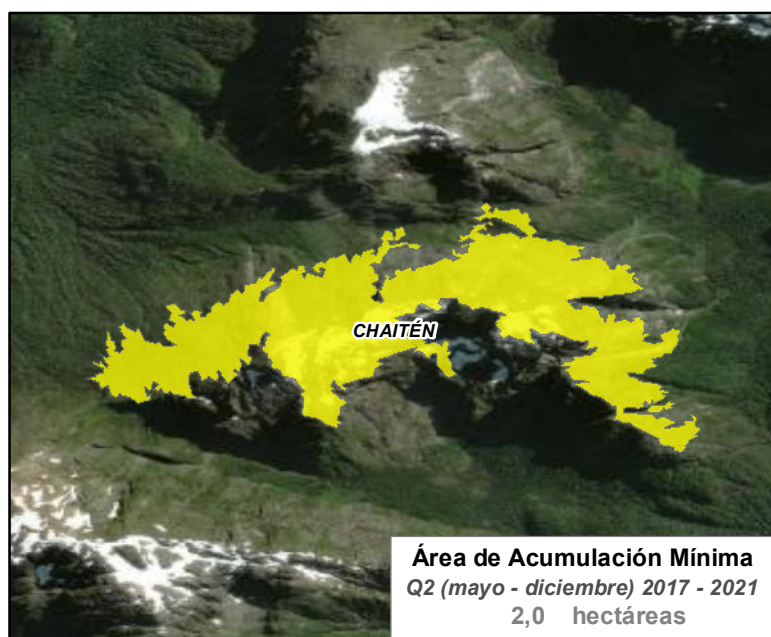 CHAITÉN
Área de Acumulación Mínima
Q2 (mayo - diciembre) 2017 - 2021
2,0 hectáreas